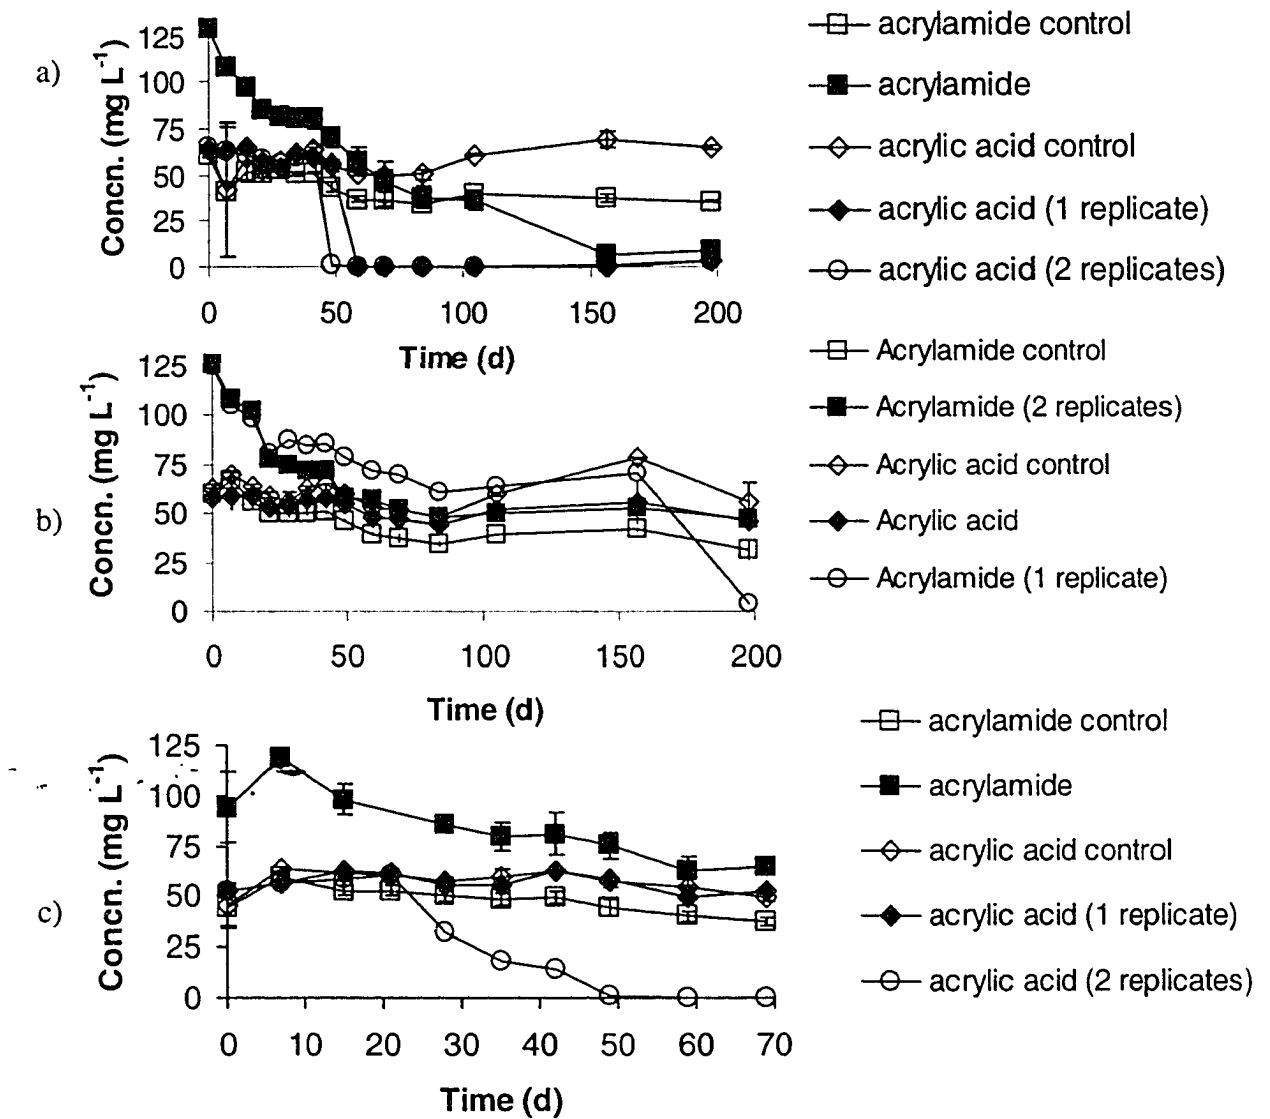 a)
Concn. (mg L-1)
125
100
75
50
25
0
0 50 100 150 200
Time (d)
acrylamide control
acrylamide
acrylic acid control
acrylic acid (1 replicate)
acrylic acid (2 replicates)
b)
Concn. (mg L-1)
125
100
75
50
25
0
0 50 100 150 200
Time (d)
Acrylamide control
Acrylamide (2 replicates)
Acrylic acid control
Acrylic acid
Acrylamide (1 replicate)
c)
Concn. (mg L-1)
125
100
75
50
25
0
0 10 20 30 40 50 60 70
Time (d)
acrylamide control
acrylamide
acrylic acid control
acrylic acid (1 replicate)
acrylic acid (2 replicates)